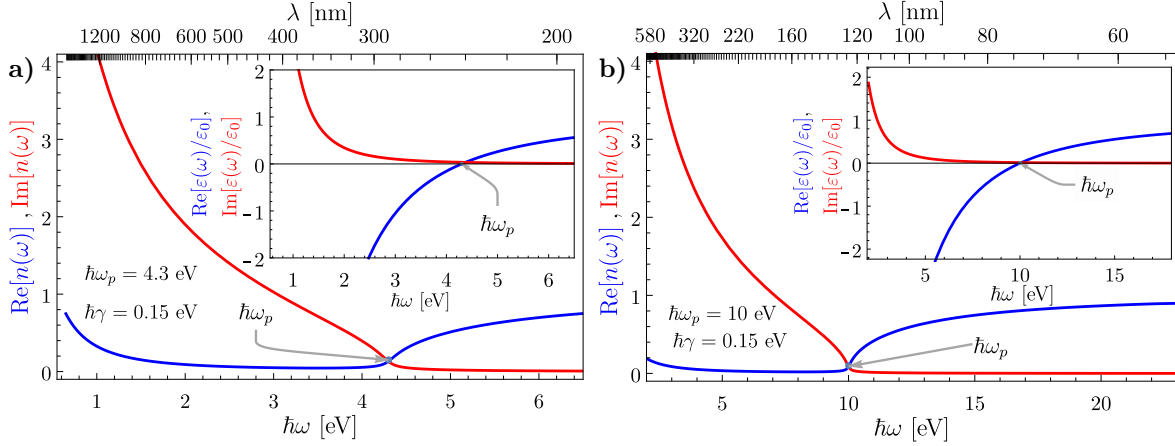 λ [nm]
1200 800 600 500 400 380 300 280 200 180
a)
4
3
2
1
0
Re[n(ω)] , Im[n(ω)]
2
1
0
−1
−2
Re[ε(ω)/ε₀],
Im[ε(ω)/ε₀]
ℏωₚ
1 2 3 4 5 6
ℏω [eV]
ℏωₚ = 4.3 eV
ℏγ = 0.15 eV
ℏωₚ
1 2 3 4 5 6
ℏω [eV]
λ [nm]
580 320 220 160 120 100 80 60
b)
4
3
2
1
0
Re[n(ω)] , Im[n(ω)]
2
1
0
−1
−2
Re[ε(ω)/ε₀],
Im[ε(ω)/ε₀]
ℏωₚ
5 10 15
ℏω [eV]
ℏωₚ = 10 eV
ℏγ = 0.15 eV
ℏωₚ
5 10 15 20
ℏω [eV]